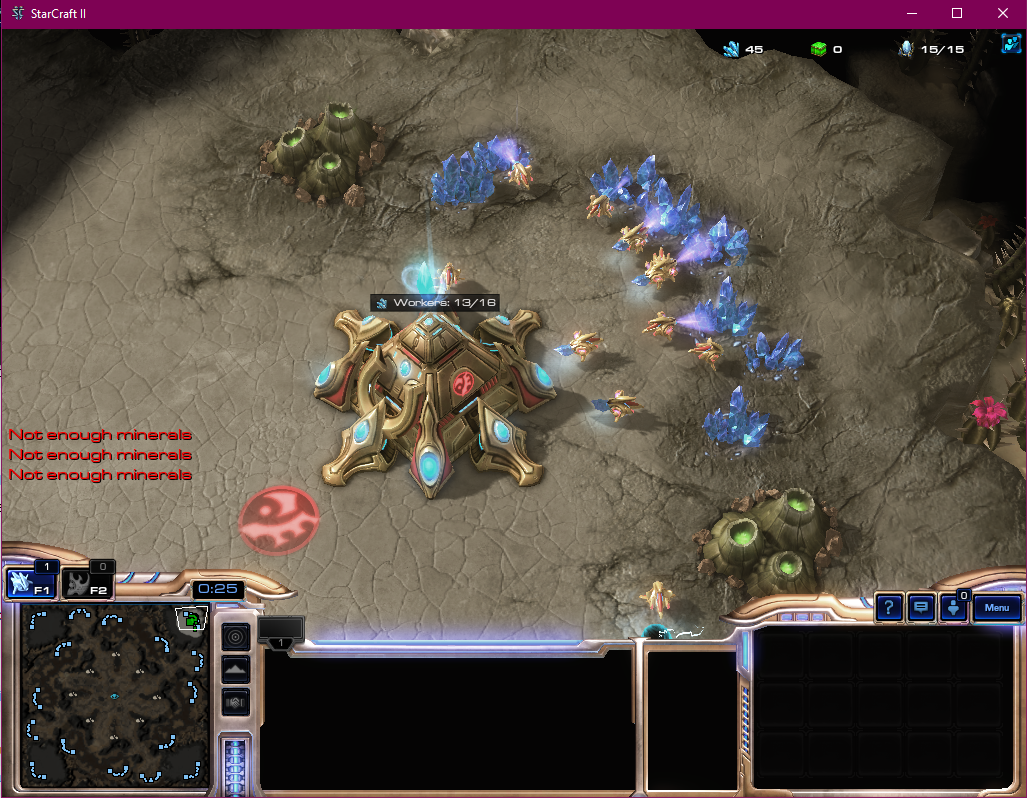 StarCraft II
45 0 15/15
Workers: 13/16
Not enough minerals
Not enough minerals
Not enough minerals
1 0
F1 F2
0:25
0
? Menu
1